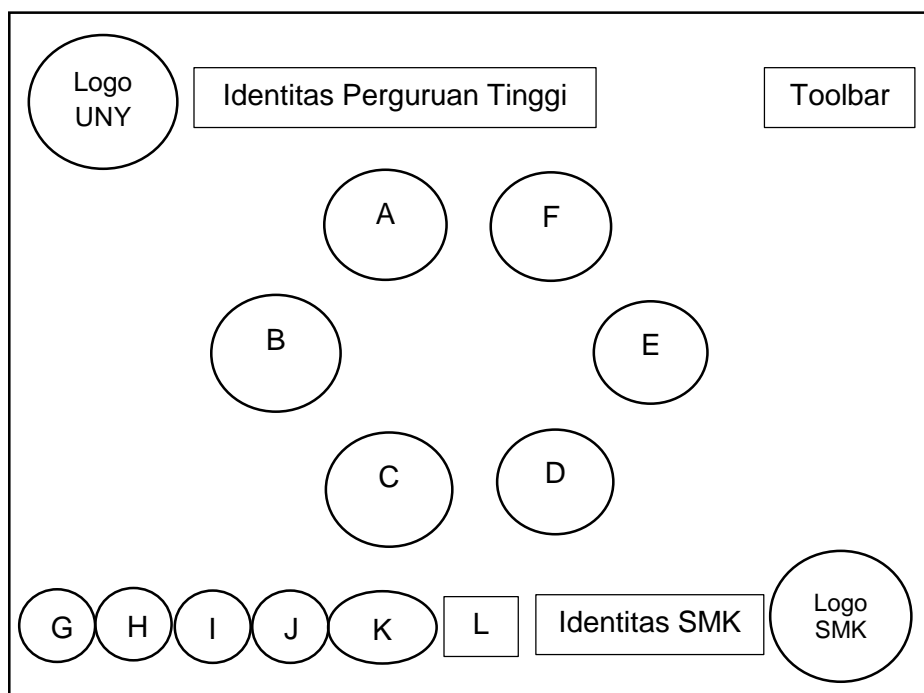 Logo
UNY
Identitas Perguruan Tinggi
Toolbar
A
F
B
E
C
D
G
H
I
J
K
L
Identitas SMK
Logo
SMK